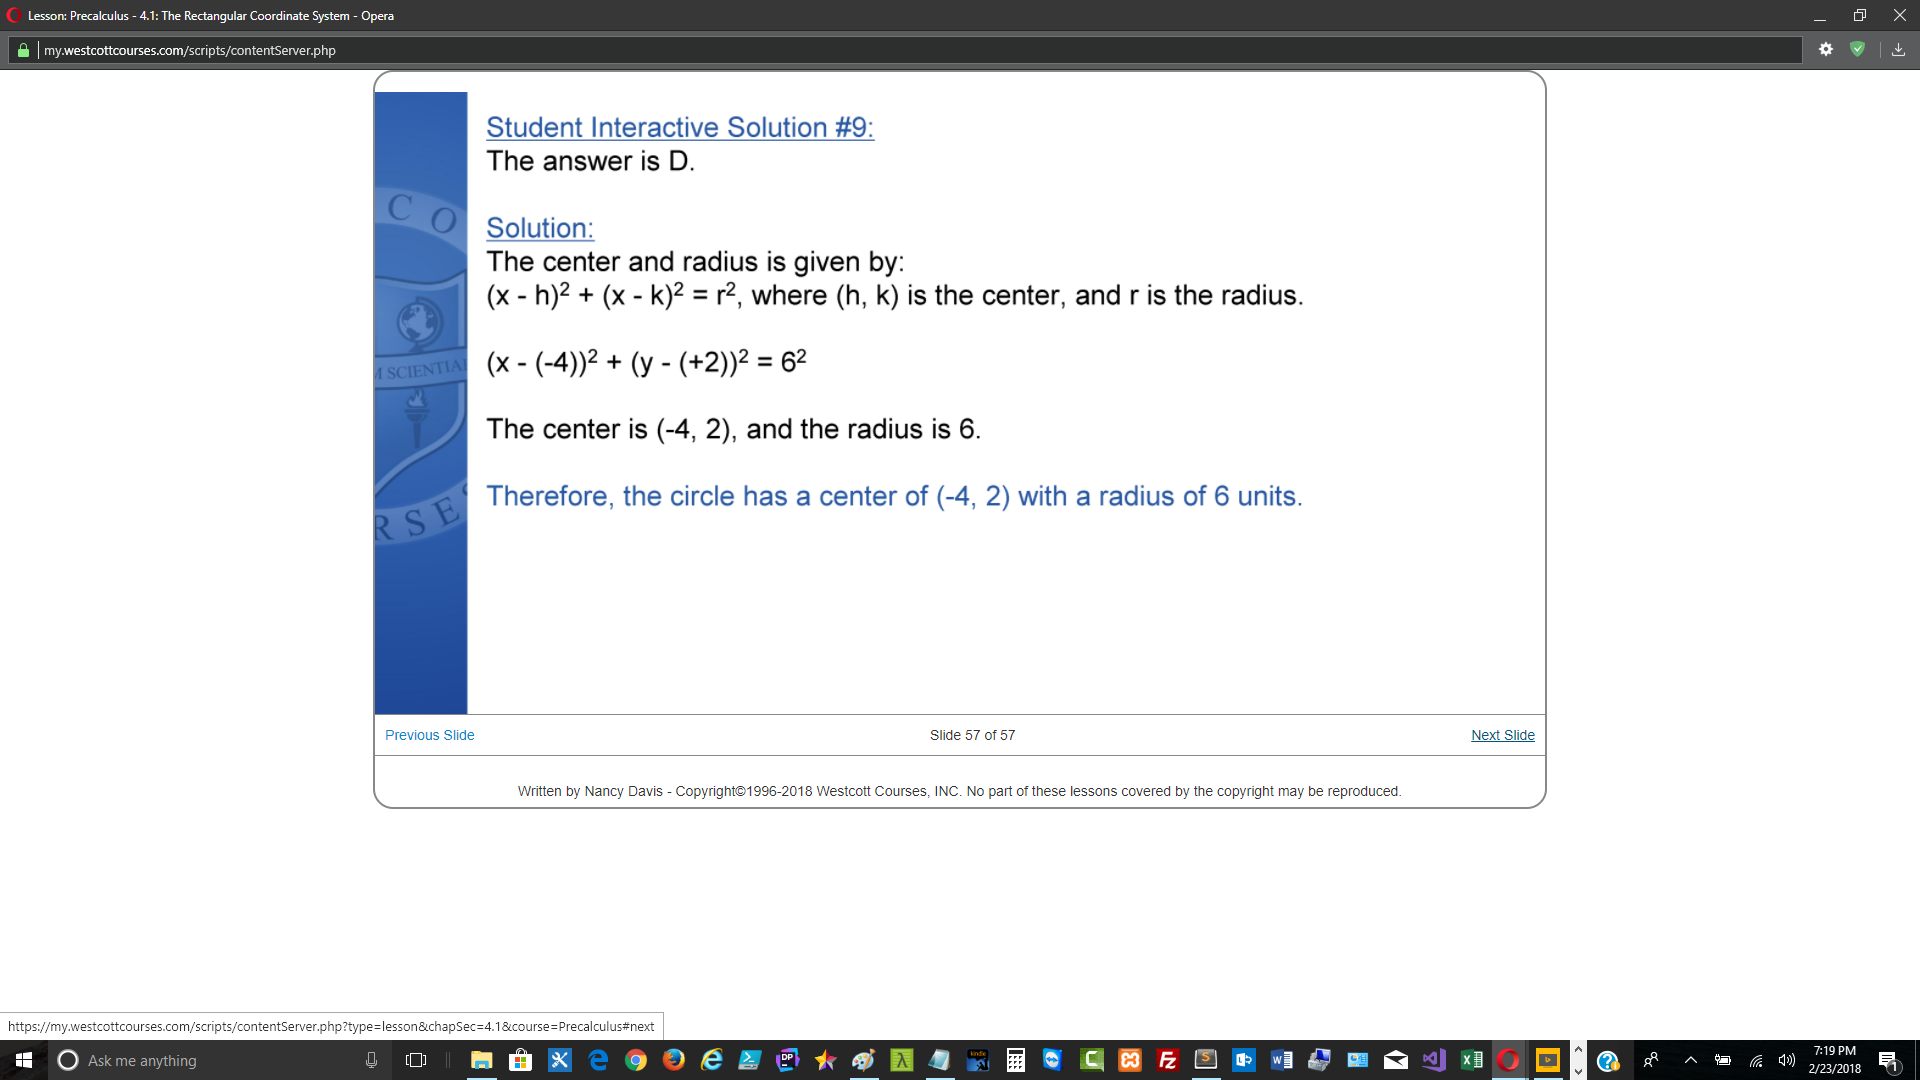 Lesson: Precalculus - 4.1: The Rectangular Coordinate System - Opera
my.westcottcourses.com/scripts/contentServer.php
Student Interactive Solution #9:
The answer is D.
Solution:
The center and radius is given by:
(x - h)² + (x - k)² = r², where (h, k) is the center, and r is the radius.
(x - (-4))² + (y - (+2))² = 6²
The center is (-4, 2), and the radius is 6.
Therefore, the circle has a center of (-4, 2) with a radius of 6 units.
C O
M SCIENTIA
R S E
Previous Slide
Slide 57 of 57
Next Slide
Written by Nancy Davis - Copyright©1996-2018 Westcott Courses, INC. No part of these lessons covered by the copyright may be reproduced.
https://my.westcottcourses.com/scripts/contentServer.php?type=lesson&chapSec=4.1&course=Precalculus#next
Ask me anything
7:19 PM
2/23/2018
1